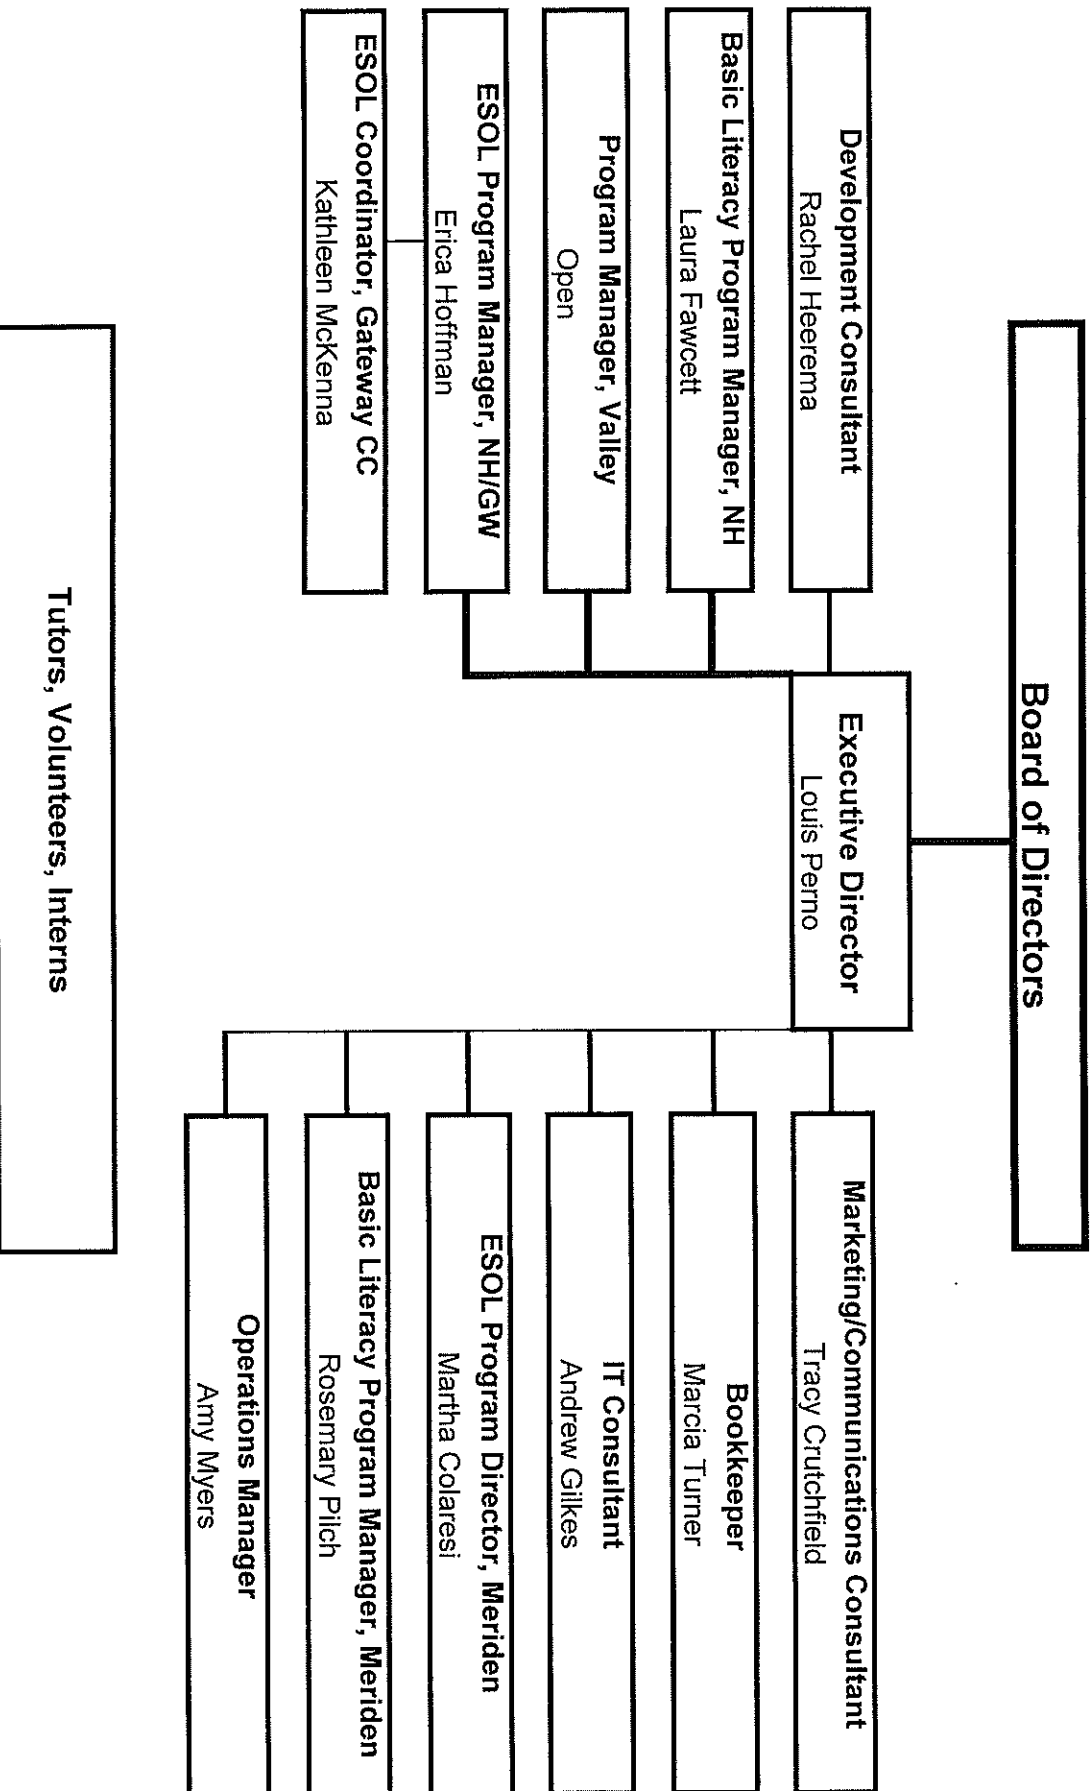 Board of Directors
Executive Director
Louis Perno
Development Consultant
Rachel Heerema
Basic Literacy Program Manager, NH
Laura Fawcett
Program Manager, Valley
Open
ESOL Program Manager, NH/GW
Erica Hoffman
ESOL Coordinator, Gateway CC
Kathleen McKenna
Marketing/Communications Consultant
Tracy Crutchfield
Bookkeeper
Marcia Turner
IT Consultant
Andrew Gilkes
ESOL Program Director, Meriden
Martha Colaresi
Basic Literacy Program Manager, Meriden
Rosemary Pilch
Operations Manager
Amy Myers
Tutors, Volunteers, Interns